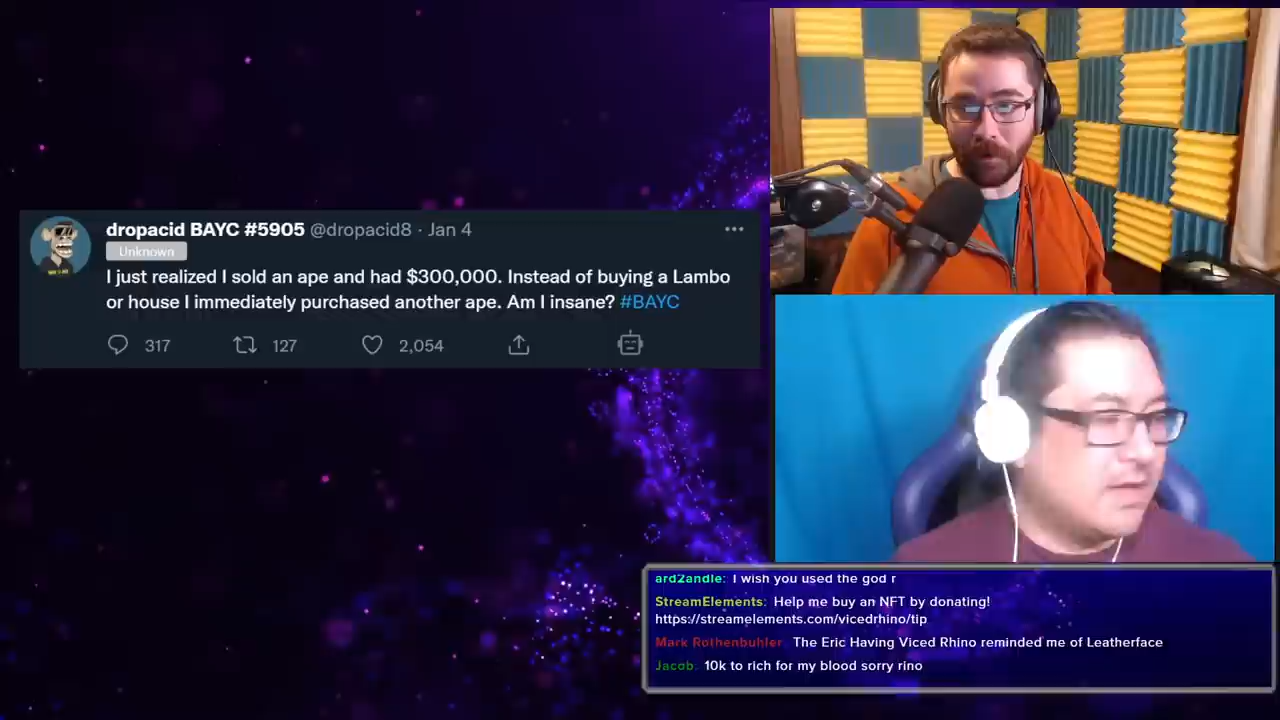 dropacid BAYC #5905 @dropacid8 · Jan 4
Unknown
I just realized I sold an ape and had $300,000. Instead of buying a Lambo
or house I immediately purchased another ape. Am I insane? #BAYC
317 127 2,054
ard2andle: I wish you used the god r
StreamElements: Help me buy an NFT by donating!
https://streamelements.com/vicedrhino/tip
Mark Rothenbuhler: The Eric Having Viced Rhino reminded me of Leatherface
Jacob: 10k to rich for my blood sorry rino